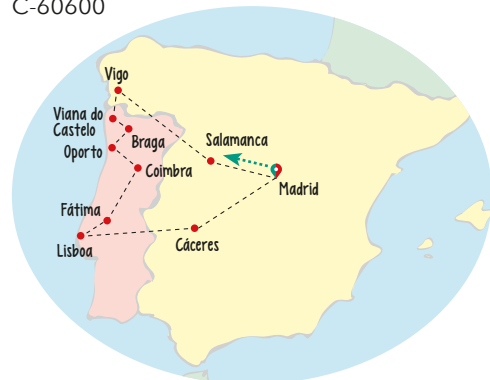 C-60600
Vigo
Viana do
Castelo
Braga
Oporto
Salamanca
Coimbra
Madrid
Fátima
Lisboa
Cáceres